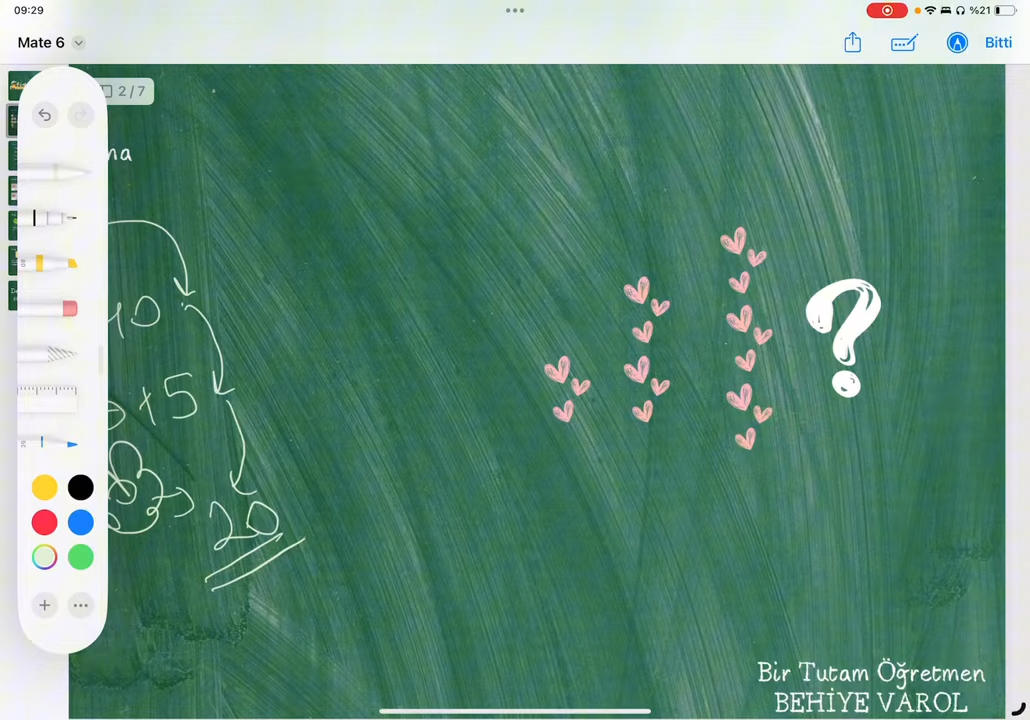 09:29
%21
Mate 6
Bitti
2 / 7
na
10
+5
20
?
Bir Tutam Öğretmen
BEHİYE VAROL